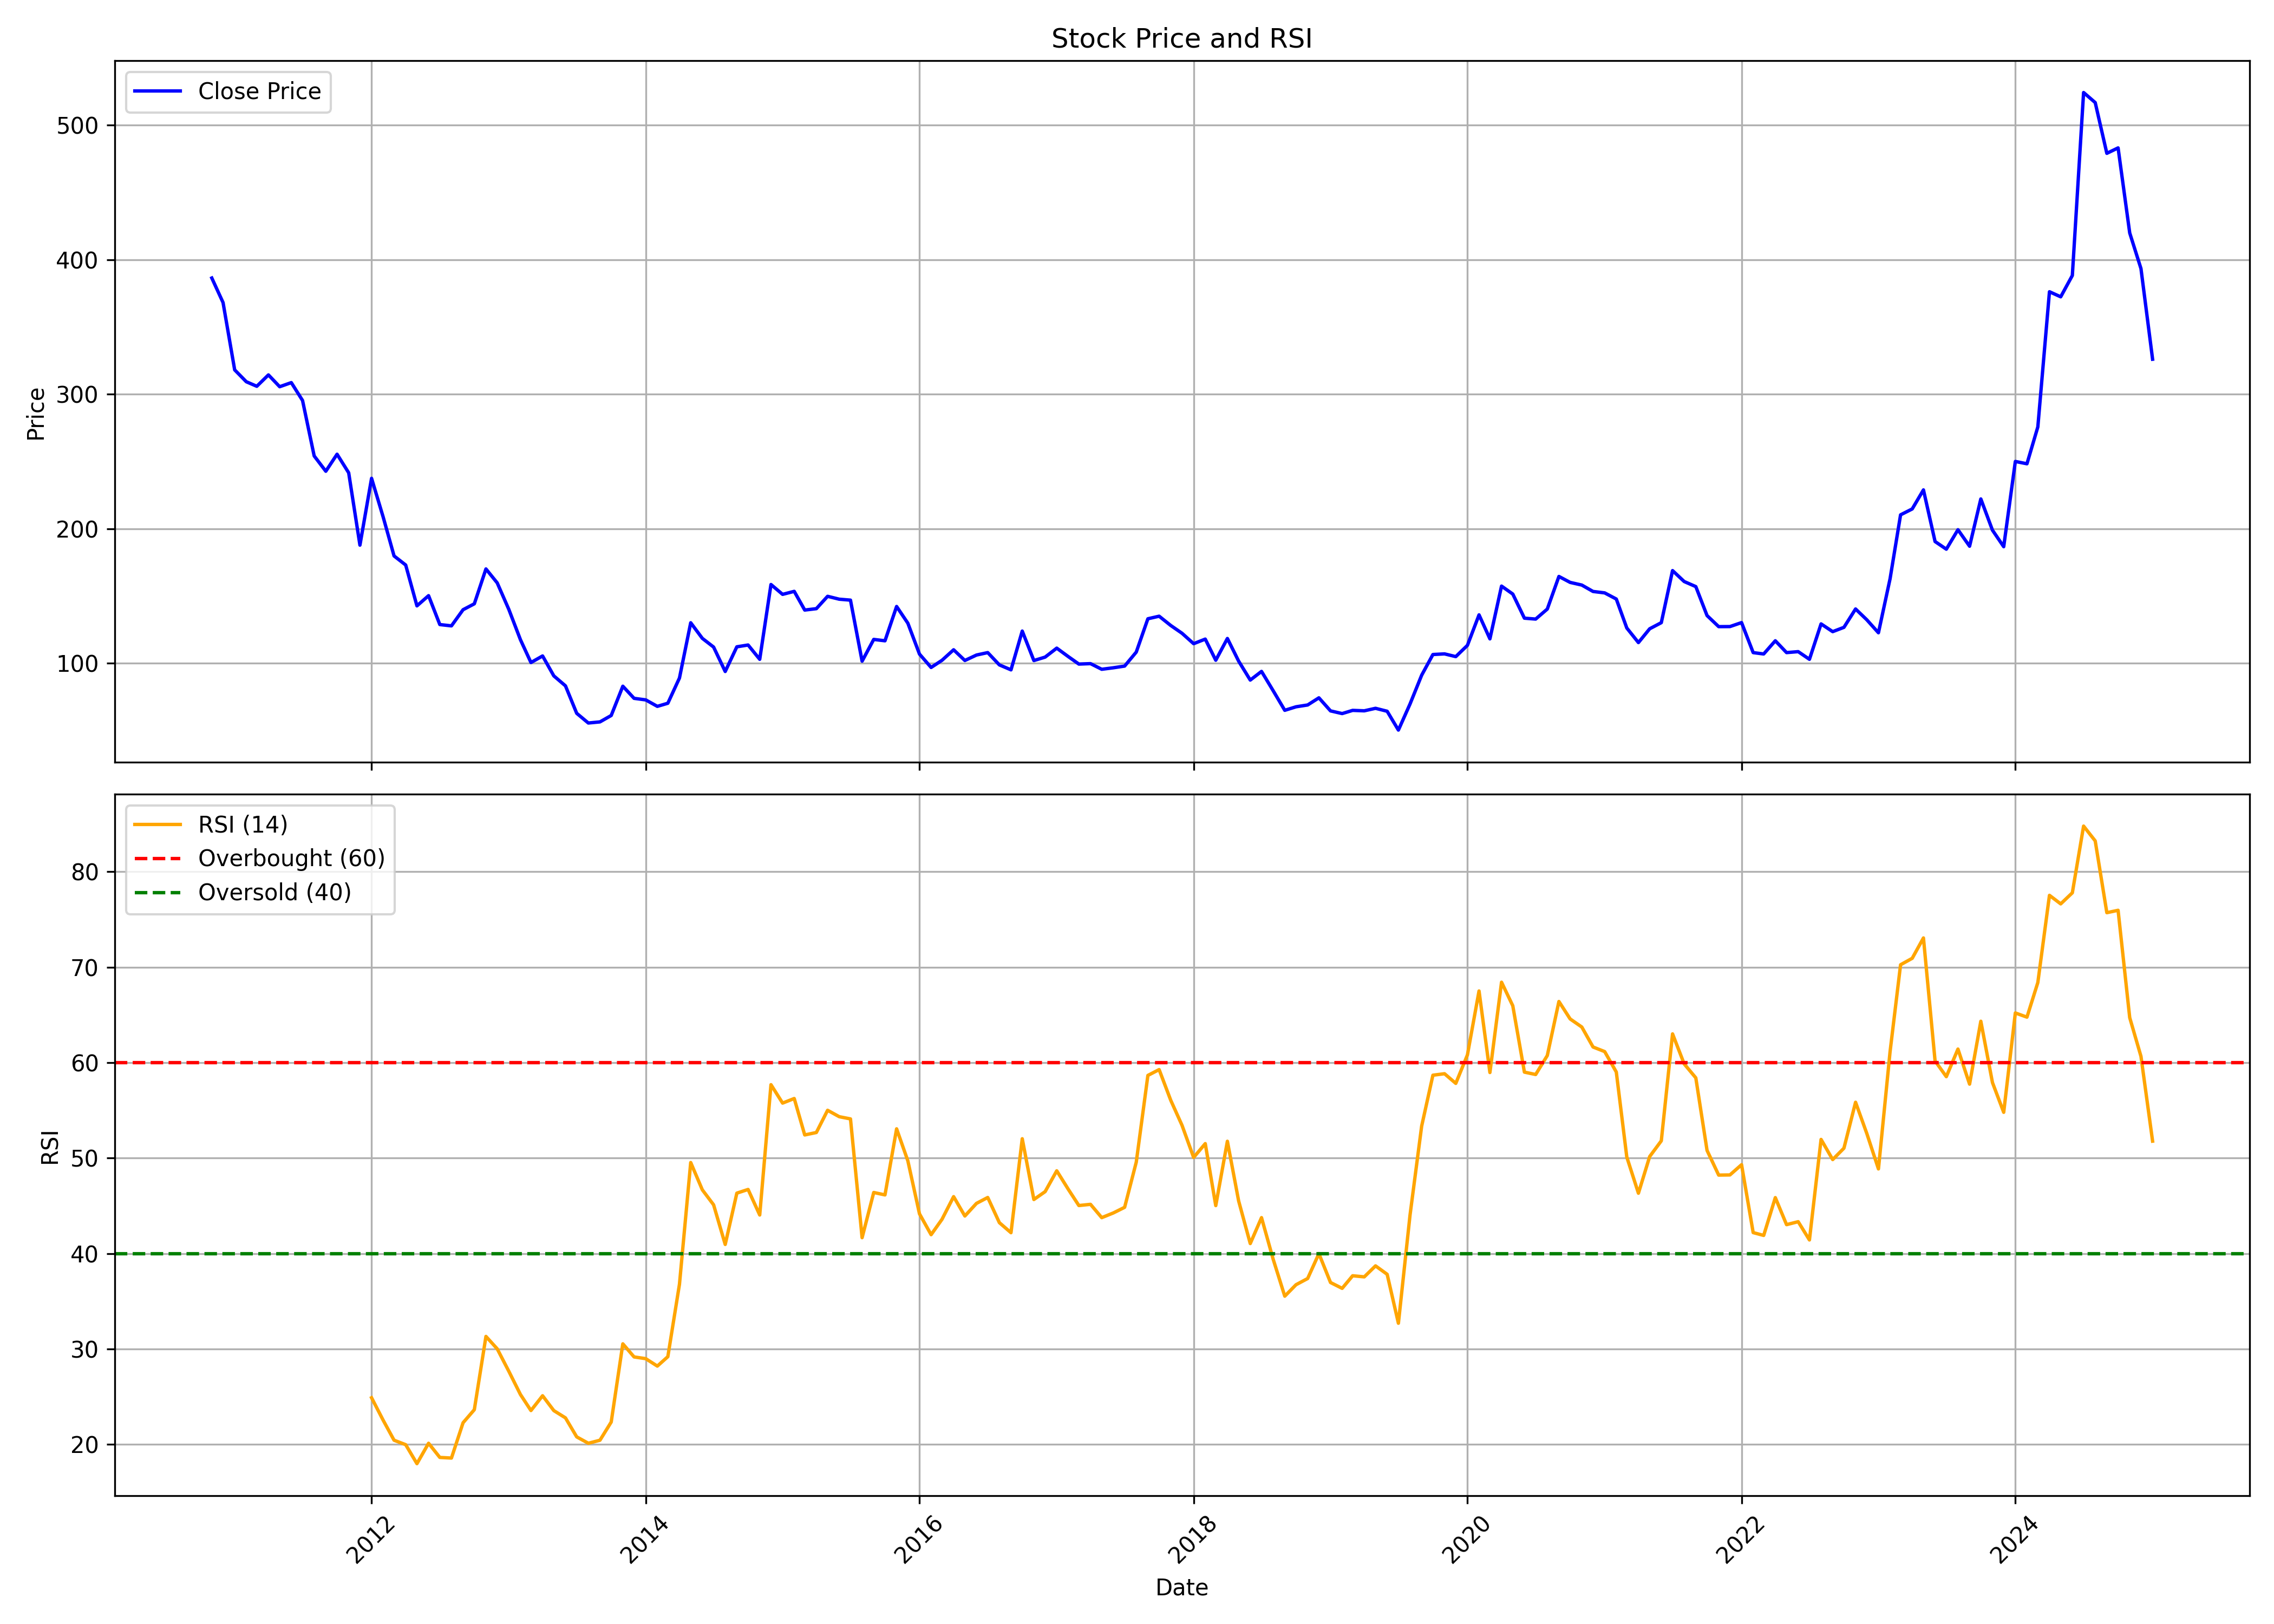 Stock Price and RSI
Close Price
500
400
300
200
100
Price
RSI (14)
Overbought (60)
Oversold (40)
80
70
60
50
40
30
20
RSI
2012
2014
2016
2018
2020
2022
2024
Date